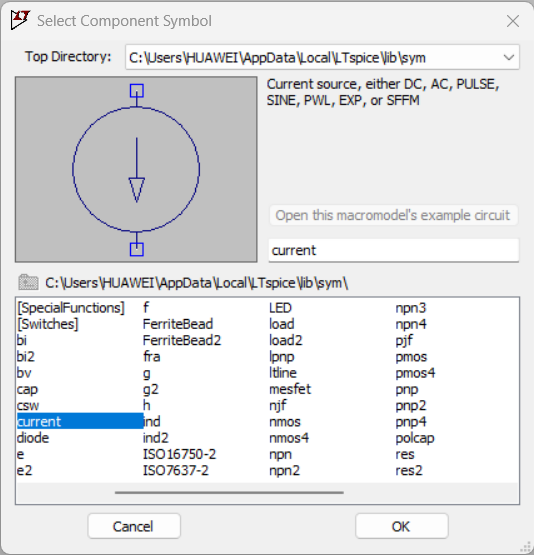 Select Component Symbol
Top Directory: C:\Users\HUAWEI\AppData\Local\LTspice\lib\sym
Current source, either DC, AC, PULSE,
SINE, PWL, EXP, or SFFM
Open this macromodel's example circuit
current
C:\Users\HUAWEI\AppData\Local\LTspice\lib\sym\
[SpecialFunctions] f LED npn3
[Switches] FerriteBead load npn4
bi FerriteBead2 load2 pjf
bi2 fra lpnp pmos
bv g ltline pmos4
cap g2 mesfet pnp
csw h njf pnp2
current ind nmos pnp4
diode ind2 nmos4 polcap
e ISO16750-2 npn res
e2 ISO7637-2 npn2 res2
Cancel OK